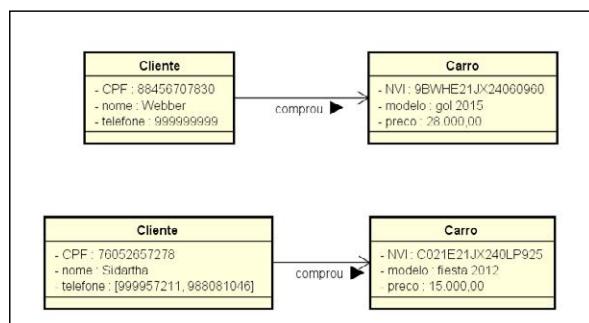 Cliente
- CPF : 88456707830
- nome : Webber
- telefone : 999999999
comprou
Carro
- NVI : 9BWHE21JX24060960
- modelo : gol 2015
- preco : 28.000,00
Cliente
- CPF : 76052657278
- nome : Sidartha
- telefone : [999957211, 988081046]
comprou
Carro
- NVI : C021E21JX240LP925
- modelo : fiesta 2012
- preco : 15.000,00